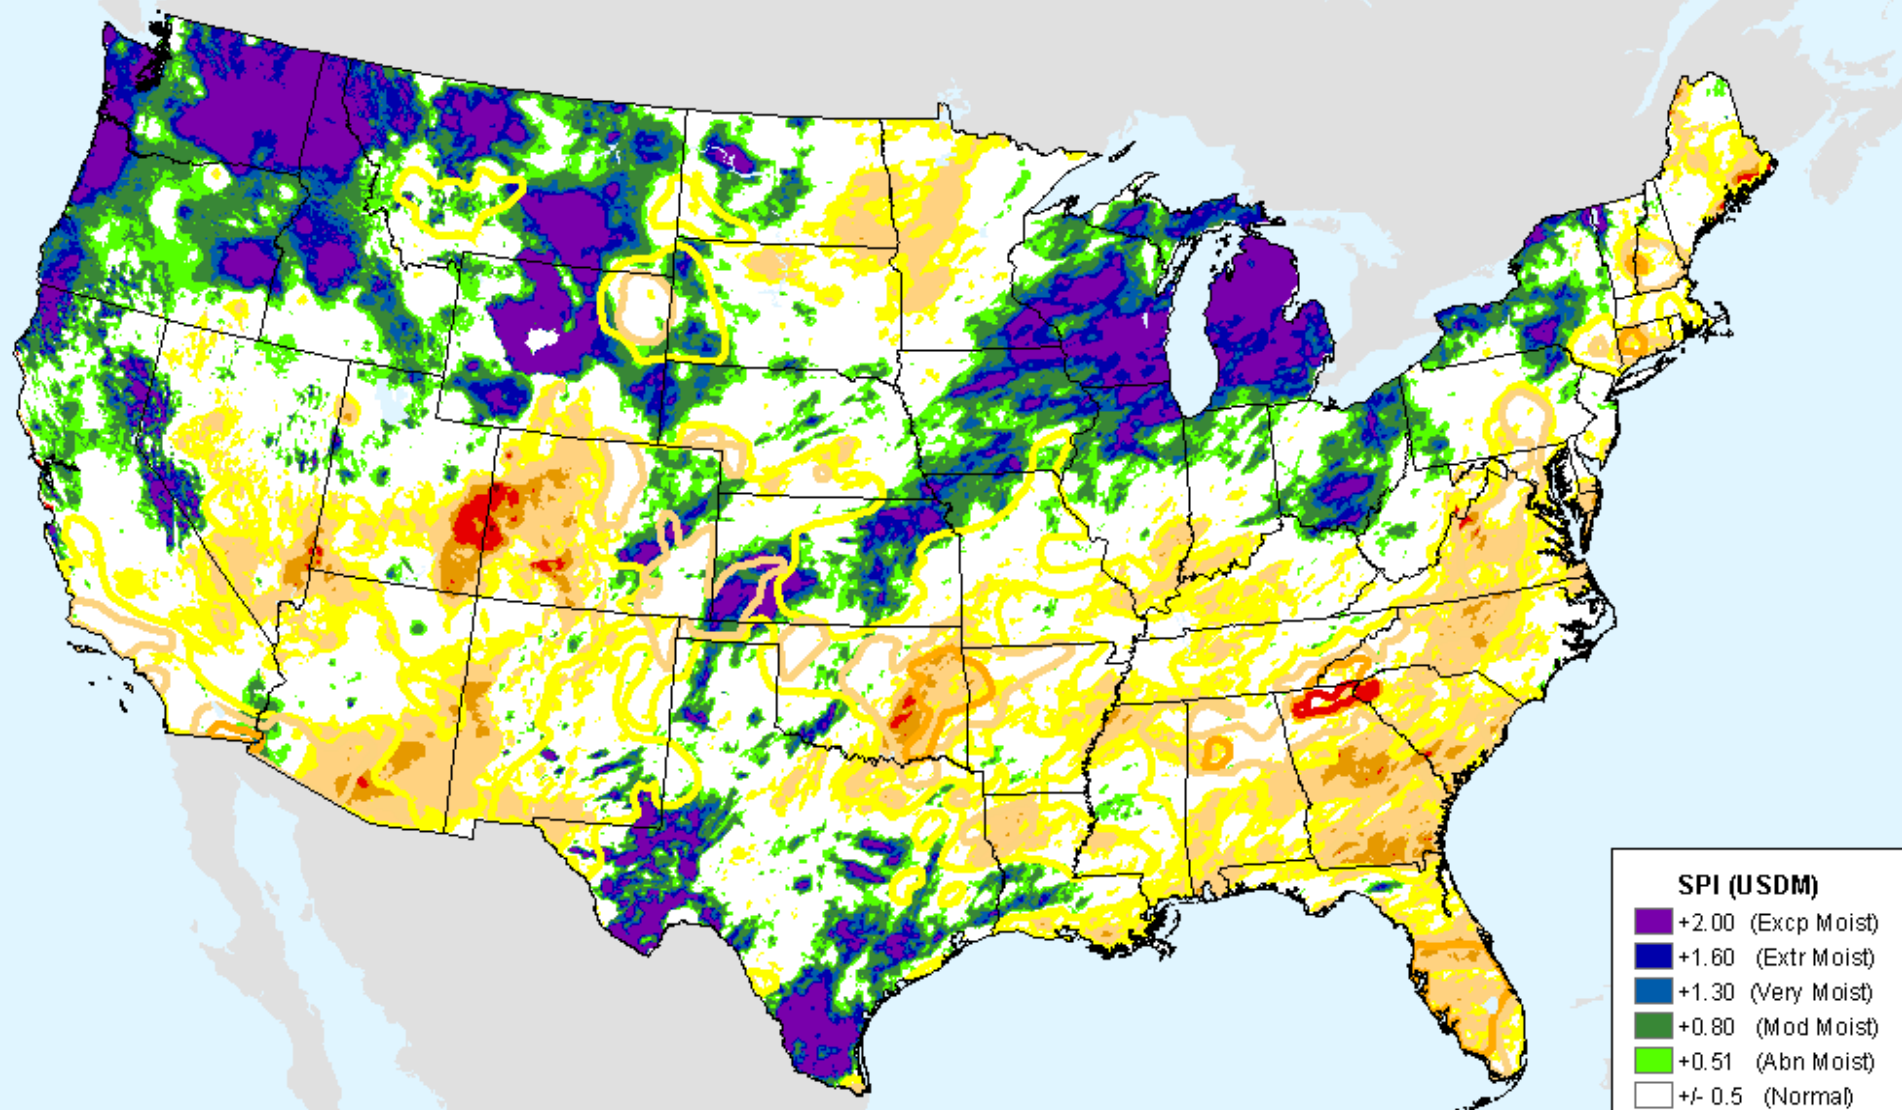 SPI (USDM)
+2.00 (Excp Moist)
+1.60 (Extr Moist)
+1.30 (Very Moist)
+0.80 (Mod Moist)
+0.51 (Abn Moist)
+/- 0.5 (Normal)